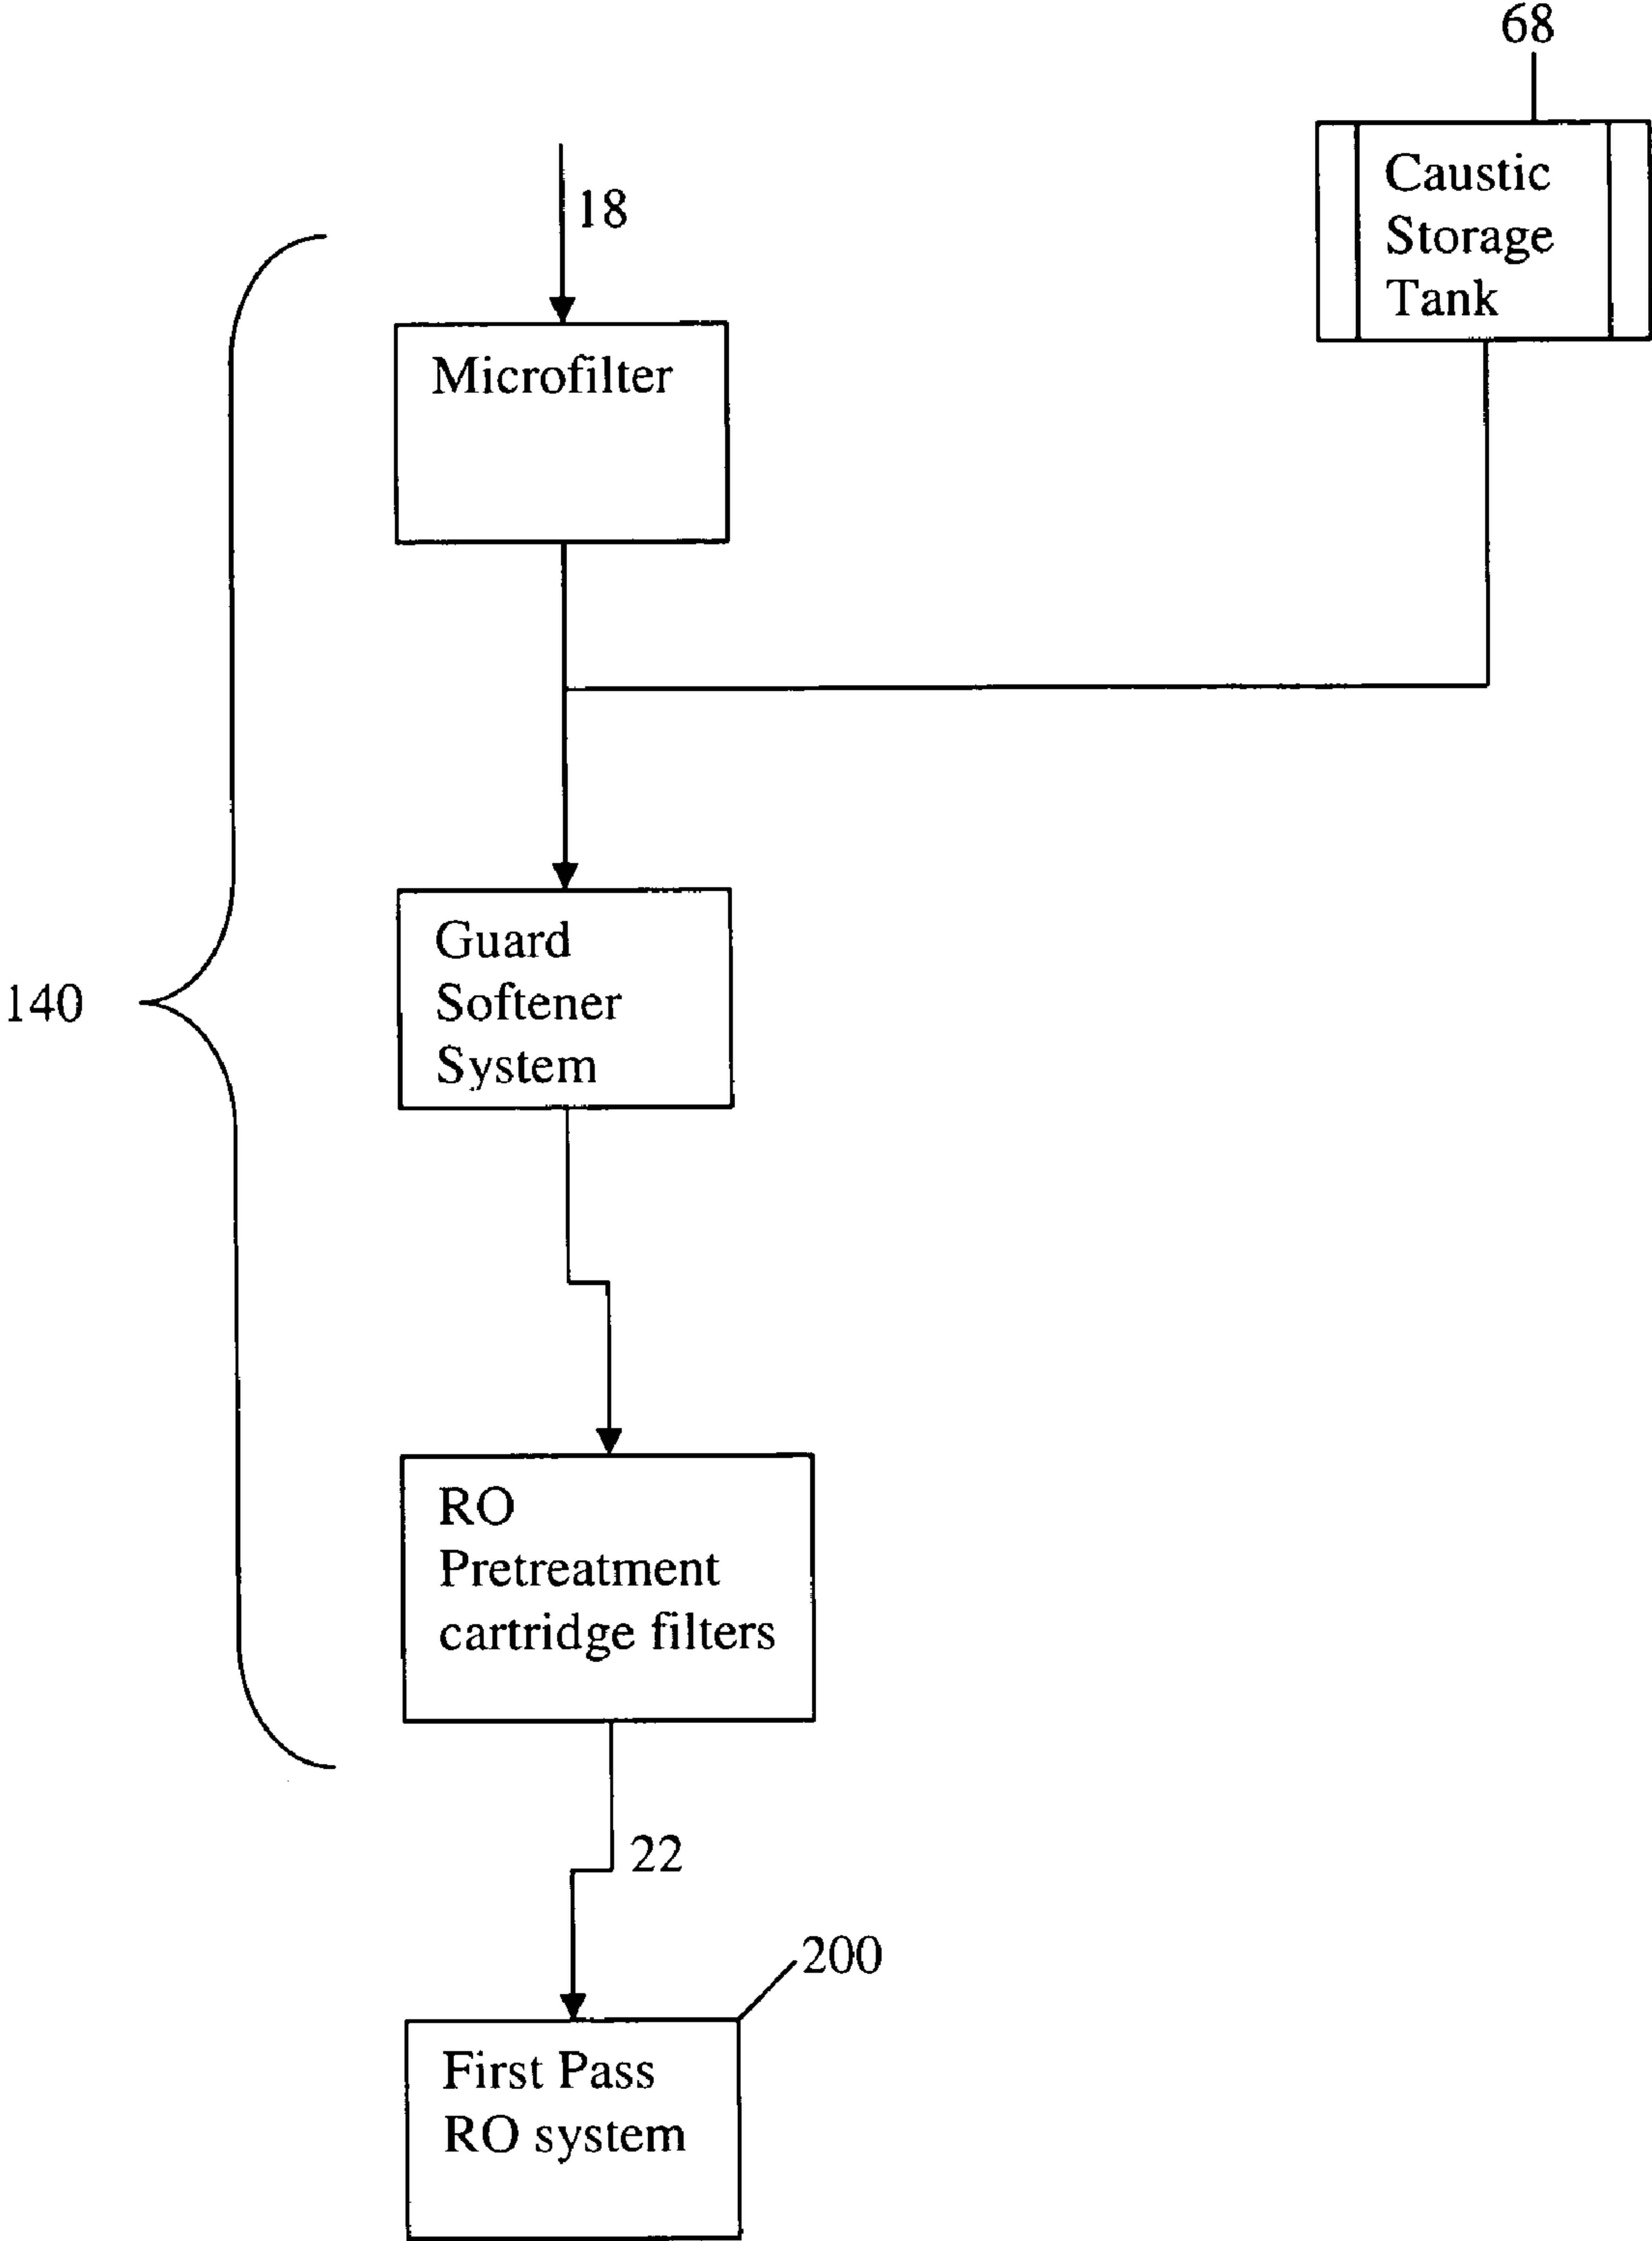 68
Caustic
Storage
Tank
18
Microfilter
Guard
Softener
System
140
RO
Pretreatment
cartridge filters
22
200
First Pass
RO system